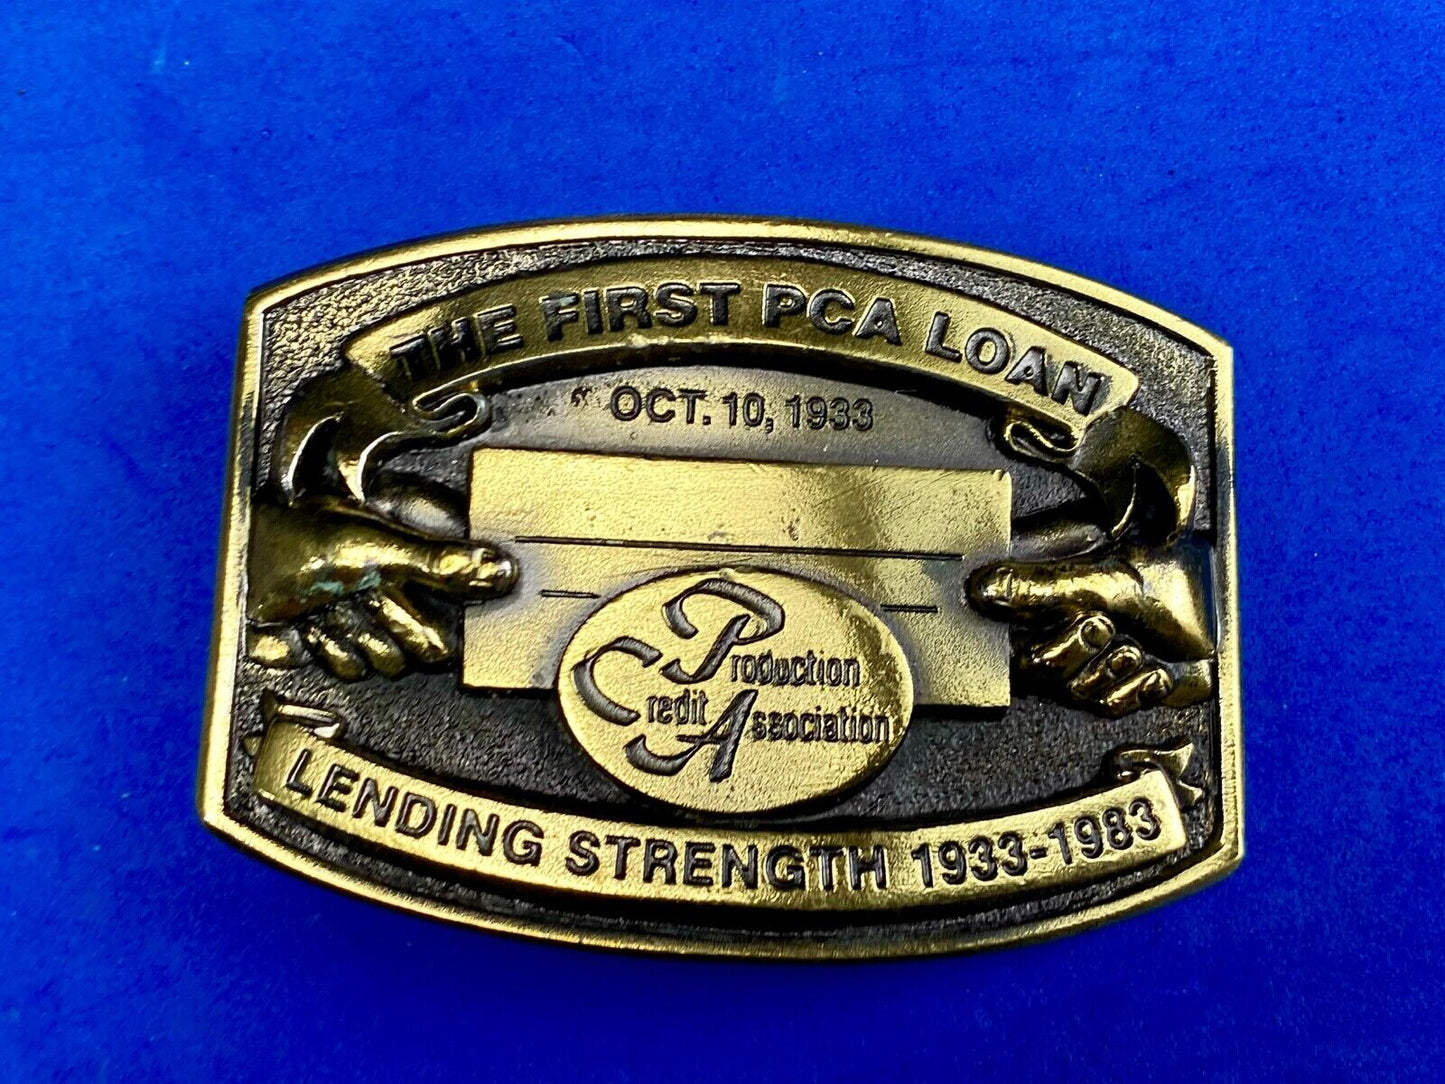 THE FIRST PCA LOAN
OCT. 10, 1933
Production
Credit
Association
LENDING STRENGTH 1933-1983